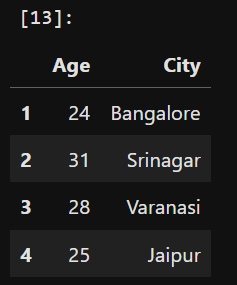 [13]:
Age City
1 24 Bangalore
2 31 Srinagar
3 28 Varanasi
4 25 Jaipur